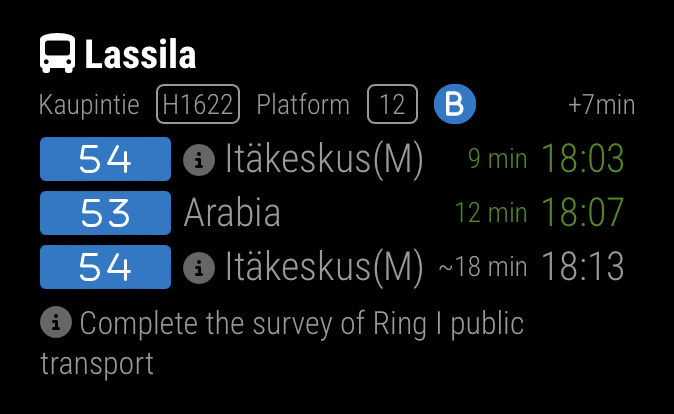 Lassila
Kaupintie H1622 Platform 12 B +7min
54 Itäkeskus(M) 9 min 18:03
53 Arabia 12 min 18:07
54 Itäkeskus(M) ~18 min 18:13
Complete the survey of Ring I public
transport